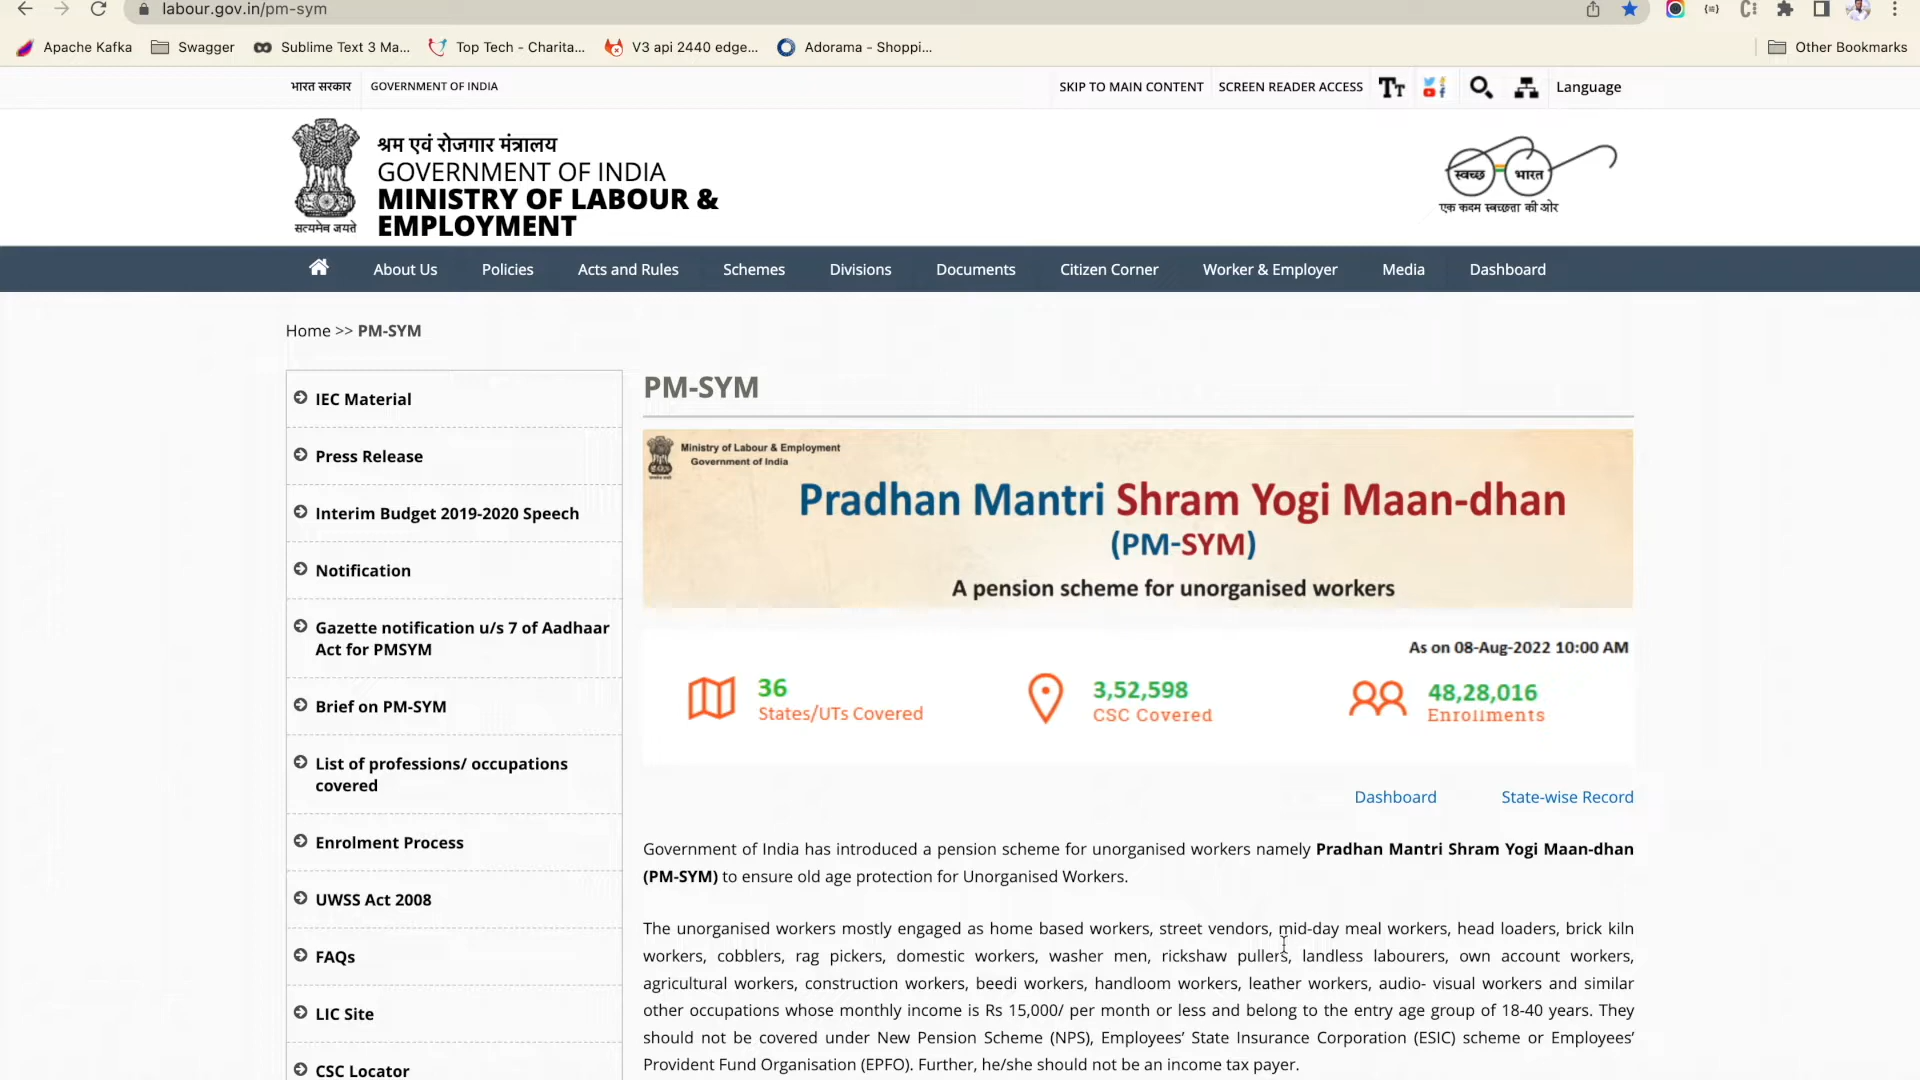 labour.gov.in/pm-sym
Apache Kafka
Swagger
Sublime Text 3 Ma...
Top Tech - Charita...
V3 api 2440 edge...
Adorama - Shoppi...
Other Bookmarks
भारत सरकार
GOVERNMENT OF INDIA
SKIP TO MAIN CONTENT
SCREEN READER ACCESS
Language
श्रम एवं रोजगार मंत्रालय
GOVERNMENT OF INDIA
MINISTRY OF LABOUR &
EMPLOYMENT
सत्यमेव जयते
स्वच्छ भारत
एक कदम स्वच्छता की ओर
About Us
Policies
Acts and Rules
Schemes
Divisions
Documents
Citizen Corner
Worker & Employer
Media
Dashboard
Home >> PM-SYM
IEC Material
Press Release
Interim Budget 2019-2020 Speech
Notification
Gazette notification u/s 7 of Aadhaar
Act for PMSYM
Brief on PM-SYM
List of professions/ occupations
covered
Enrolment Process
UWSS Act 2008
FAQs
LIC Site
CSC Locator
PM-SYM
Ministry of Labour & Employment
Government of India
Pradhan Mantri Shram Yogi Maan-dhan
(PM-SYM)
A pension scheme for unorganised workers
As on 08-Aug-2022 10:00 AM
36
States/UTs Covered
3,52,598
CSC Covered
48,28,016
Enrollments
Dashboard
State-wise Record
Government of India has introduced a pension scheme for unorganised workers namely Pradhan Mantri Shram Yogi Maan-dhan
(PM-SYM) to ensure old age protection for Unorganised Workers.
The unorganised workers mostly engaged as home based workers, street vendors, mid-day meal workers, head loaders, brick kiln
workers, cobblers, rag pickers, domestic workers, washer men, rickshaw pullers, landless labourers, own account workers,
agricultural workers, construction workers, beedi workers, handloom workers, leather workers, audio- visual workers and similar
other occupations whose monthly income is Rs 15,000/ per month or less and belong to the entry age group of 18-40 years. They
should not be covered under New Pension Scheme (NPS), Employees’ State Insurance Corporation (ESIC) scheme or Employees’
Provident Fund Organisation (EPFO). Further, he/she should not be an income tax payer.